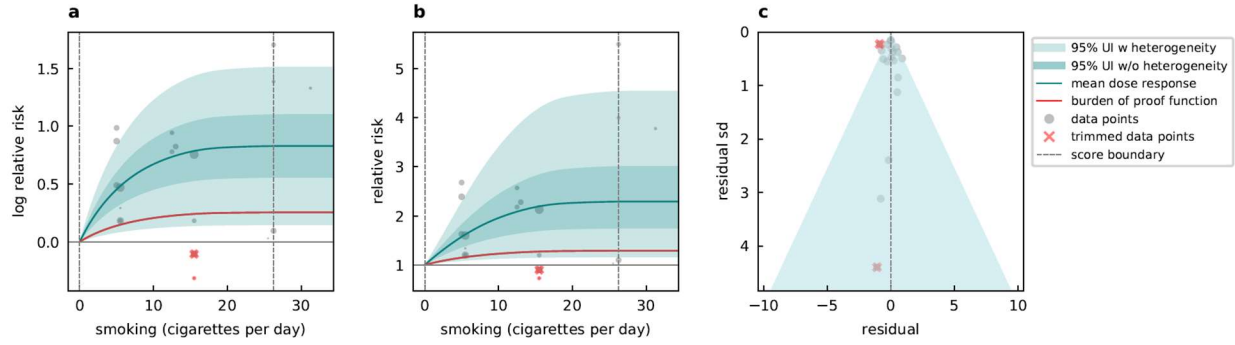 a
b
c
log relative risk
1.5
1.0
0.5
0.0
0
10
20
30
smoking (cigarettes per day)
relative risk
5
4
3
2
1
0
10
20
30
smoking (cigarettes per day)
residual sd
0
1
2
3
4
−10
−5
0
5
10
residual
95% UI w heterogeneity
95% UI w/o heterogeneity
mean dose response
burden of proof function
data points
trimmed data points
score boundary